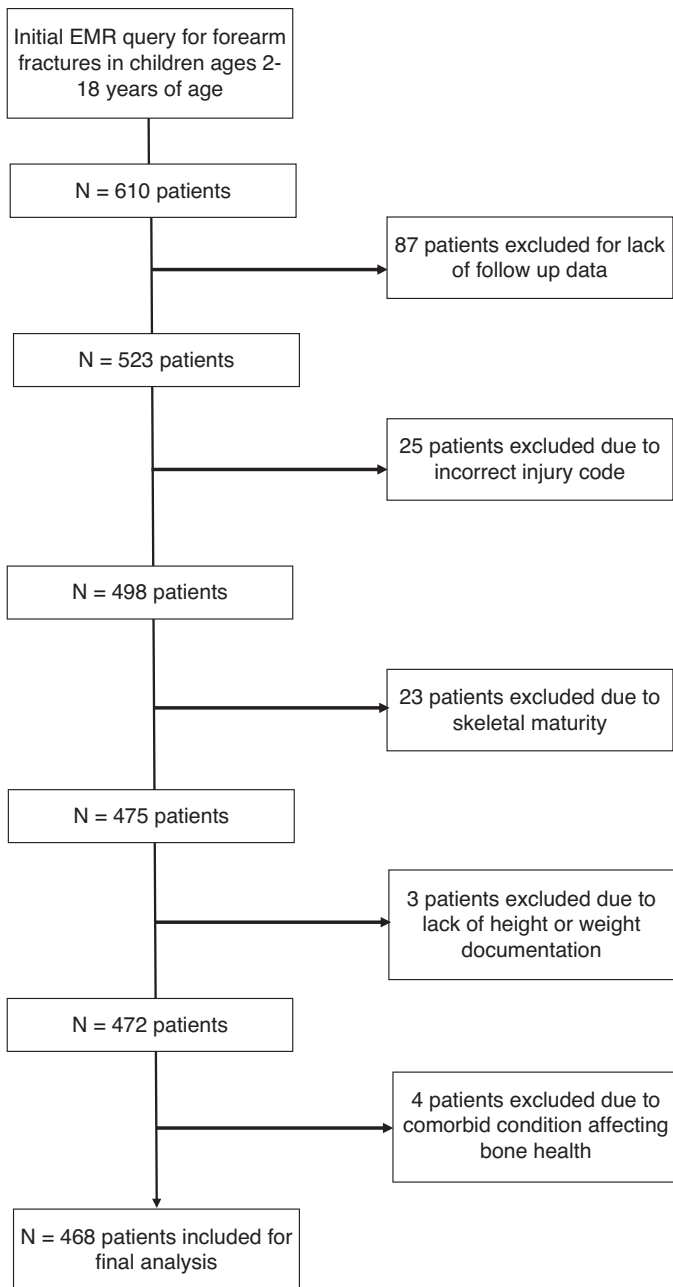 Initial EMR query for forearm
fractures in children ages 2-
18 years of age
N = 610 patients
87 patients excluded for lack
of follow up data
N = 523 patients
25 patients excluded due to
incorrect injury code
N = 498 patients
23 patients excluded due to
skeletal maturity
N = 475 patients
3 patients excluded due to
lack of height or weight
documentation
N = 472 patients
4 patients excluded due to
comorbid condition affecting
bone health
N = 468 patients included for
final analysis